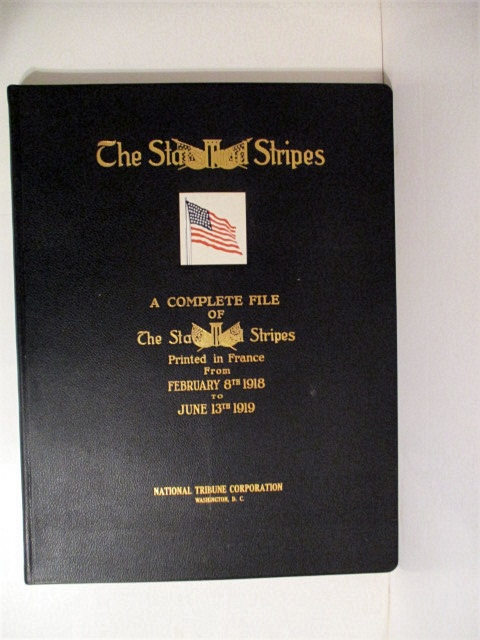 The Stars and Stripes
A COMPLETE FILE
OF
The Stars and Stripes
Printed in France
From
FEBRUARY 8TH 1918
TO
JUNE 13TH 1919
NATIONAL TRIBUNE CORPORATION
WASHINGTON, D. C.